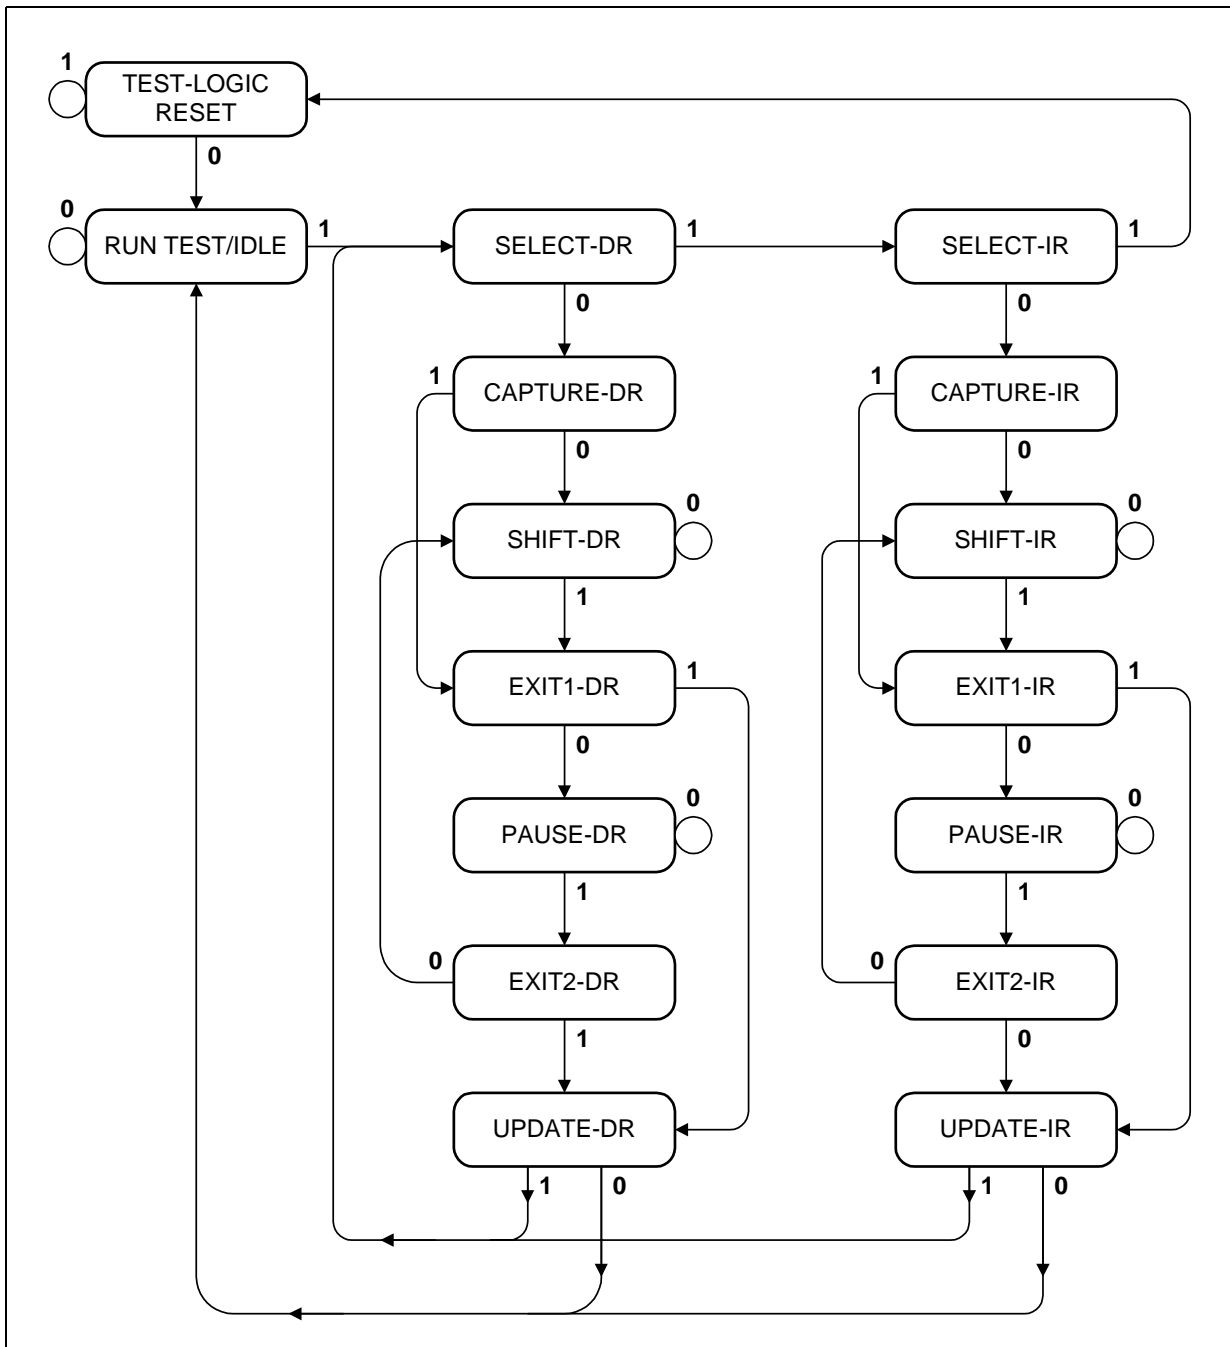 1
TEST-LOGIC
RESET
0
0
RUN TEST/IDLE
1
SELECT-DR
1
SELECT-IR
1
0
0
1
CAPTURE-DR
1
CAPTURE-IR
0
0
0
0
SHIFT-DR
SHIFT-IR
1
1
EXIT1-DR
1
EXIT1-IR
1
0
0
0
0
PAUSE-DR
PAUSE-IR
1
1
0
EXIT2-DR
0
EXIT2-IR
1
0
UPDATE-DR
UPDATE-IR
1
0
1
0